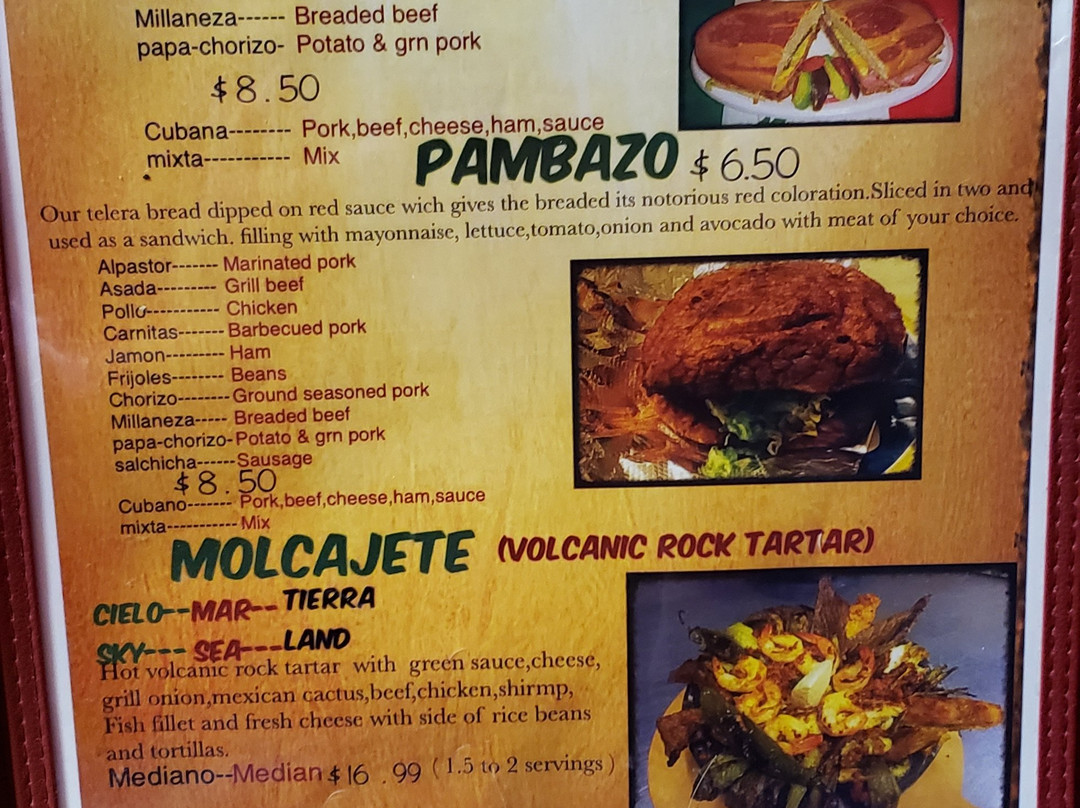 Millaneza------ Breaded beef
papa-chorizo- Potato & grn pork
$8.50
Cubana-------- Pork,beef,cheese,ham,sauce
mixta----------- Mix
PAMBAZO $6.50
Our telera bread dipped on red sauce wich gives the breaded its notorious red coloration.Sliced in two and
used as a sandwich. filling with mayonnaise, lettuce,tomato,onion and avocado with meat of your choice.
Alpastor------- Marinated pork
Asada--------- Grill beef
Pollo----------- Chicken
Carnitas------- Barbecued pork
Jamon--------- Ham
Frijoles-------- Beans
Chorizo--------Ground seasoned pork
Millaneza----- Breaded beef
papa-chorizo-Potato & grn pork
salchicha------Sausage
$8.50
Cubano------- Pork,beef,cheese,ham,sauce
mixta----------- Mix
MOLCAJETE (VOLCANIC ROCK TARTAR)
CIELO--MAR--TIERRA
SKY--- SEA---LAND
Hot volcanic rock tartar with green sauce,cheese,
grill onion,mexican cactus,beef,chicken,shirmp,
Fish fillet and fresh cheese with side of rice beans
and tortillas.
Mediano--Median $16.99 (1.5 to 2 servings)